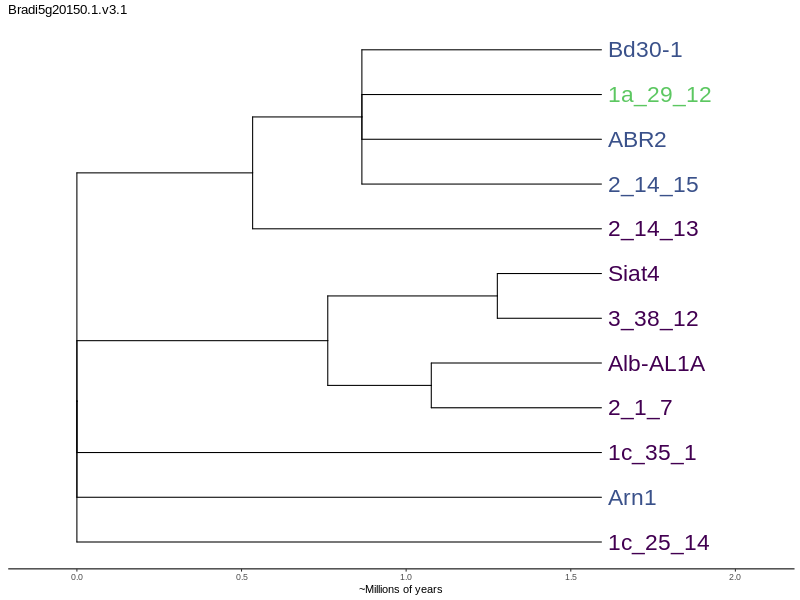 Bradi5g20150.1.v3.1
Bd30-1
1a_29_12
ABR2
2_14_15
2_14_13
Siat4
3_38_12
Alb-AL1A
2_1_7
1c_35_1
Arn1
1c_25_14
0.0 0.5 1.0 1.5 2.0
~Millions of years